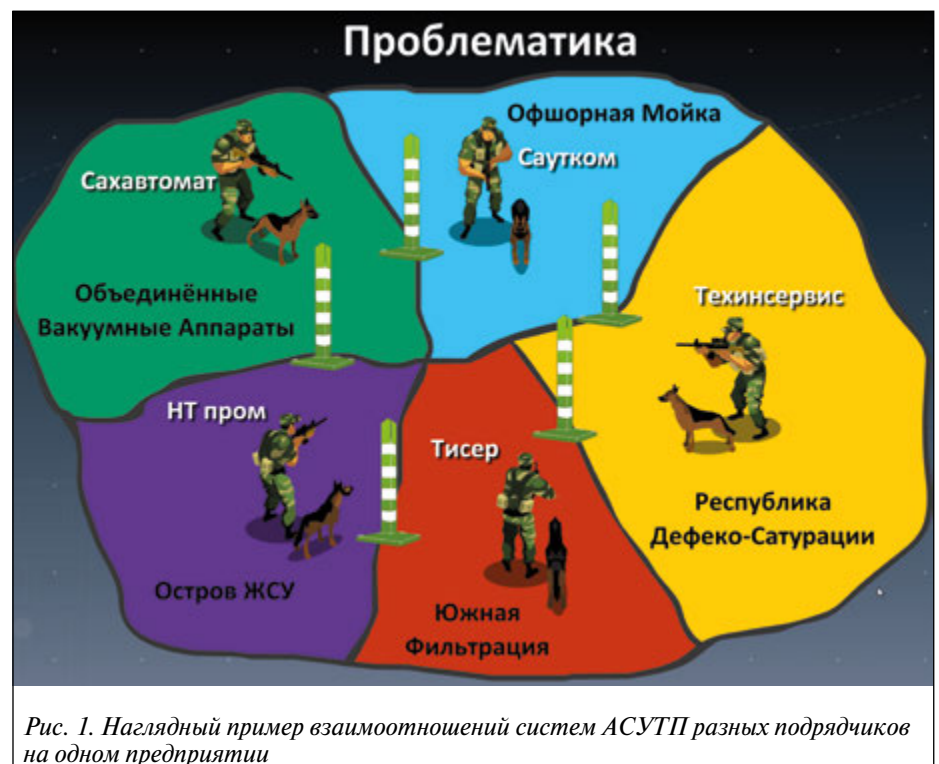 Проблематика
Офшорная Мойка
Саутком
Сахавтомат
Объединённые
Вакуумные Аппараты
Техинсервис
НТ пром
Тисер
Республика
Дефеко-Сатурации
Остров ЖСУ
Южная
Фильтрация
Рис. 1. Наглядный пример взаимоотношений систем АСУТП разных подрядчиков
на одном предприятии